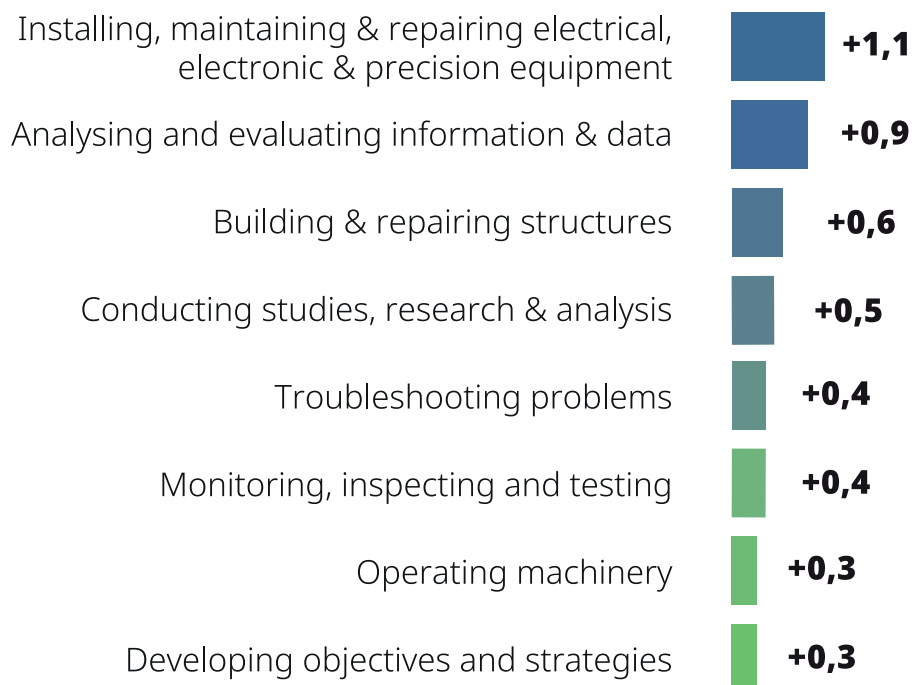 Installing, maintaining & repairing electrical,
electronic & precision equipment
+1,1
Analysing and evaluating information & data
+0,9
Building & repairing structures
+0,6
Conducting studies, research & analysis
+0,5
Troubleshooting problems
+0,4
Monitoring, inspecting and testing
+0,4
Operating machinery
+0,3
Developing objectives and strategies
+0,3